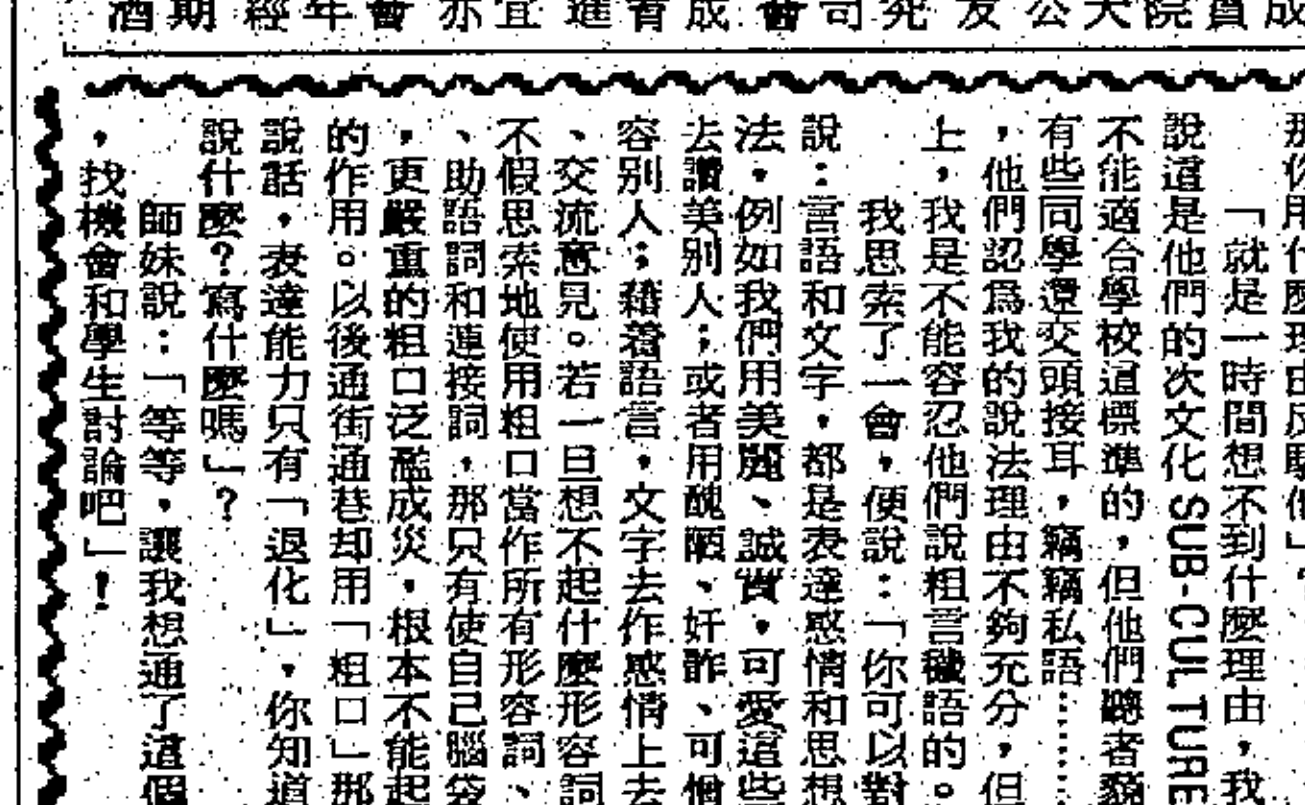 酒期經年會亦宜進育成會司究友公大院賓成
那你用什麼理由反駁他」？
「就是一時間想不到什麼理由，我
說這是他們的次文化 SUB-CULTURE
不能適合學校這標準的，但他們聽者藐
有些同學還交頭接耳，竊竊私語……
，他們認爲我的說法理由不夠充分，但
上，我是不能容忍他們說粗言穢語的。
我思索了一會，便說：「你可以對
說：言語和文字，都是表達感情和思想
法，例如我們用美麗、誠實，可愛這些
去讚美別人；或者用醜陋、奸詐、可憎
容別人；藉着語言，文字去作感情上去
、交流意見。若一旦想不起什麼形容詞
不假思索地使用粗口當作所有形容詞、
、助語詞和連接詞，那只有使自己腦袋
，更嚴重的粗口泛濫成災，根本不能起
的作用。以後通街通巷却用「粗口」那
說話，表達能力只有「退化」，你知道
說什麼？寫什麼嗎」？
師妹說：「等等，讓我想通了這個
，找機會和學生討論吧」！